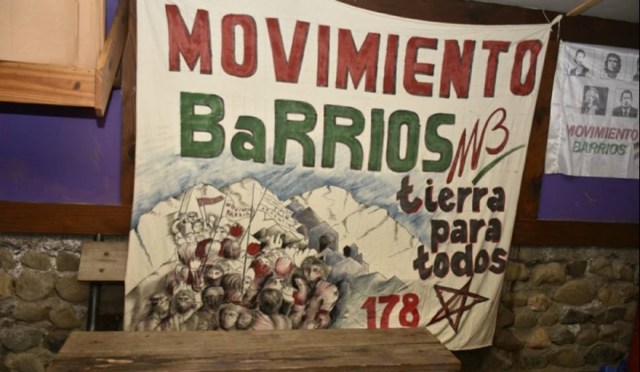 MOVIMIENTO
BaRRIOS MB
tierra
para
todos
178
MOVIMIENTO
BARRIOS